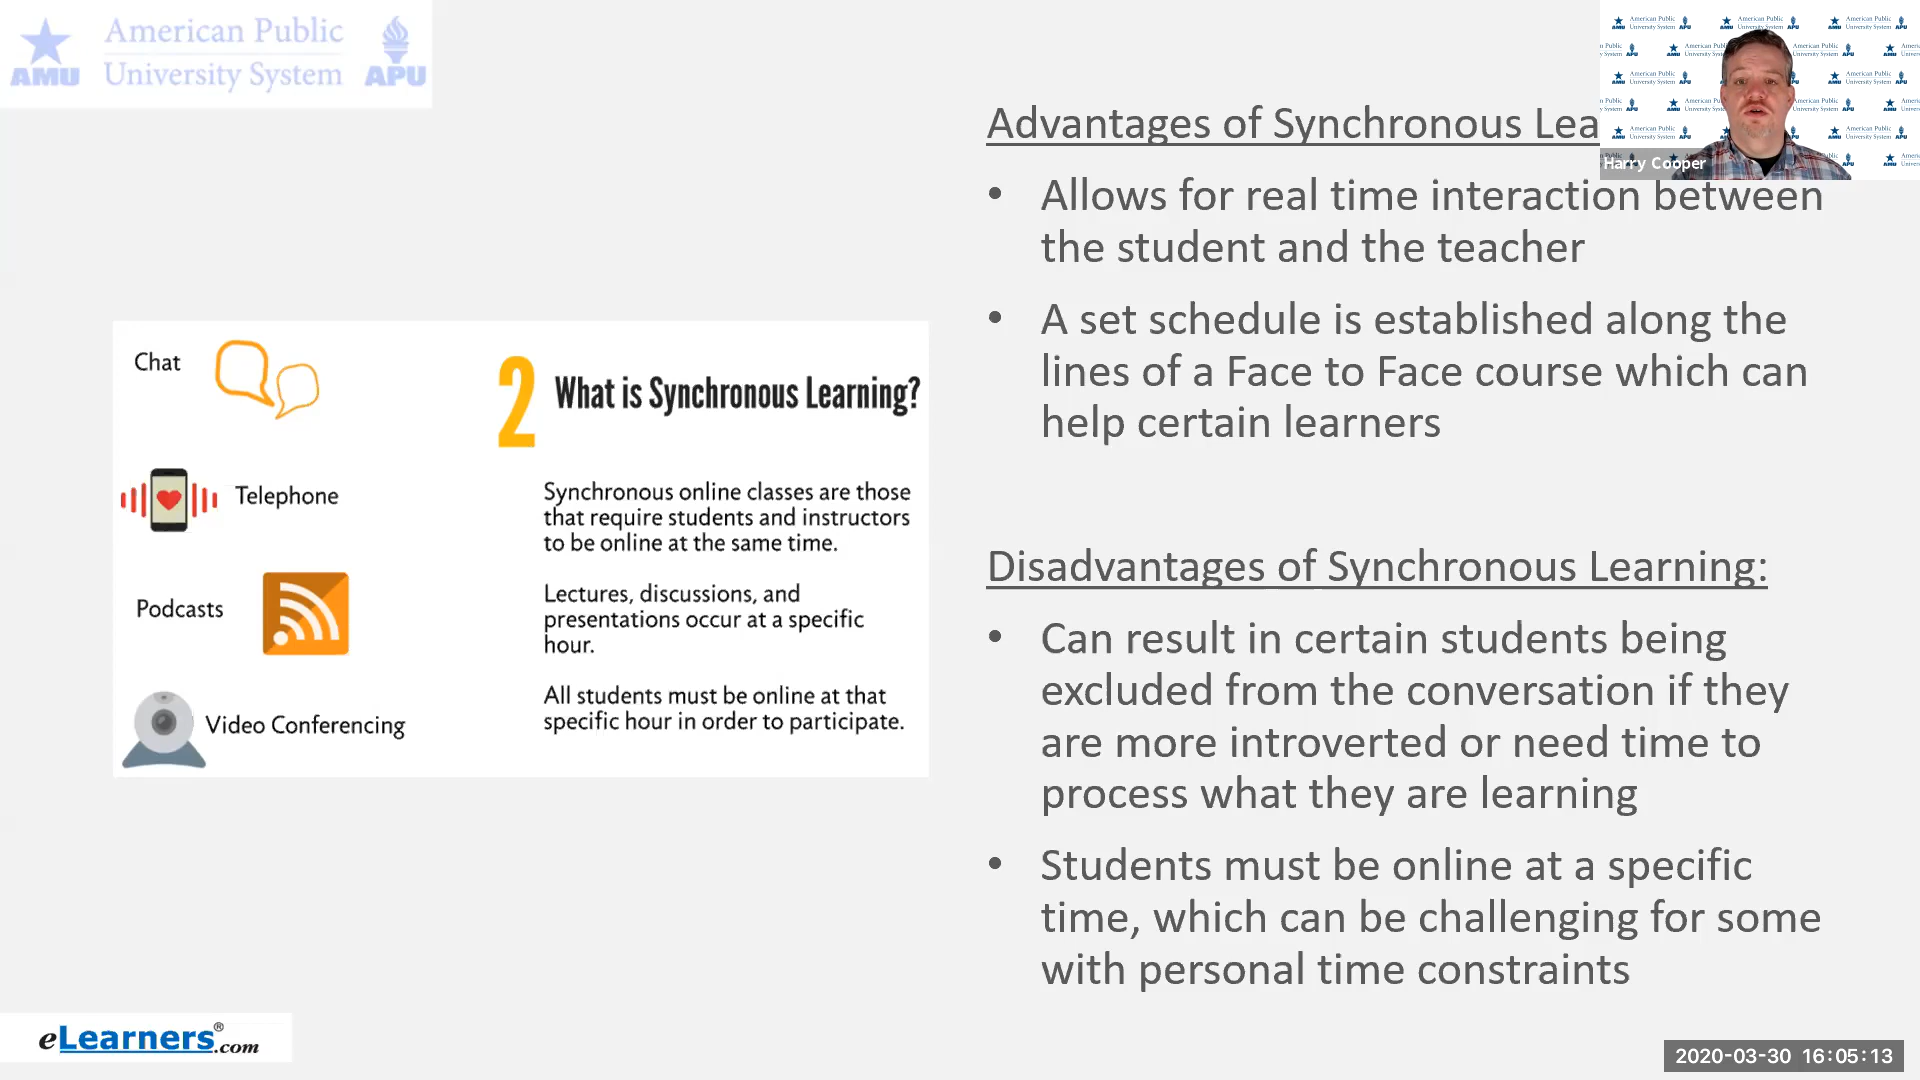 American Public
University System
AMU
APU
Harry Cooper
Advantages of Synchronous Lea
• Allows for real time interaction between
the student and the teacher
• A set schedule is established along the
lines of a Face to Face course which can
help certain learners
Disadvantages of Synchronous Learning:
• Can result in certain students being
excluded from the conversation if they
are more introverted or need time to
process what they are learning
• Students must be online at a specific
time, which can be challenging for some
with personal time constraints
Chat
Telephone
Podcasts
Video Conferencing
2 What is Synchronous Learning?
Synchronous online classes are those
that require students and instructors
to be online at the same time.
Lectures, discussions, and
presentations occur at a specific
hour.
All students must be online at that
specific hour in order to participate.
eLearners®.com
2020-03-30 16:05:13